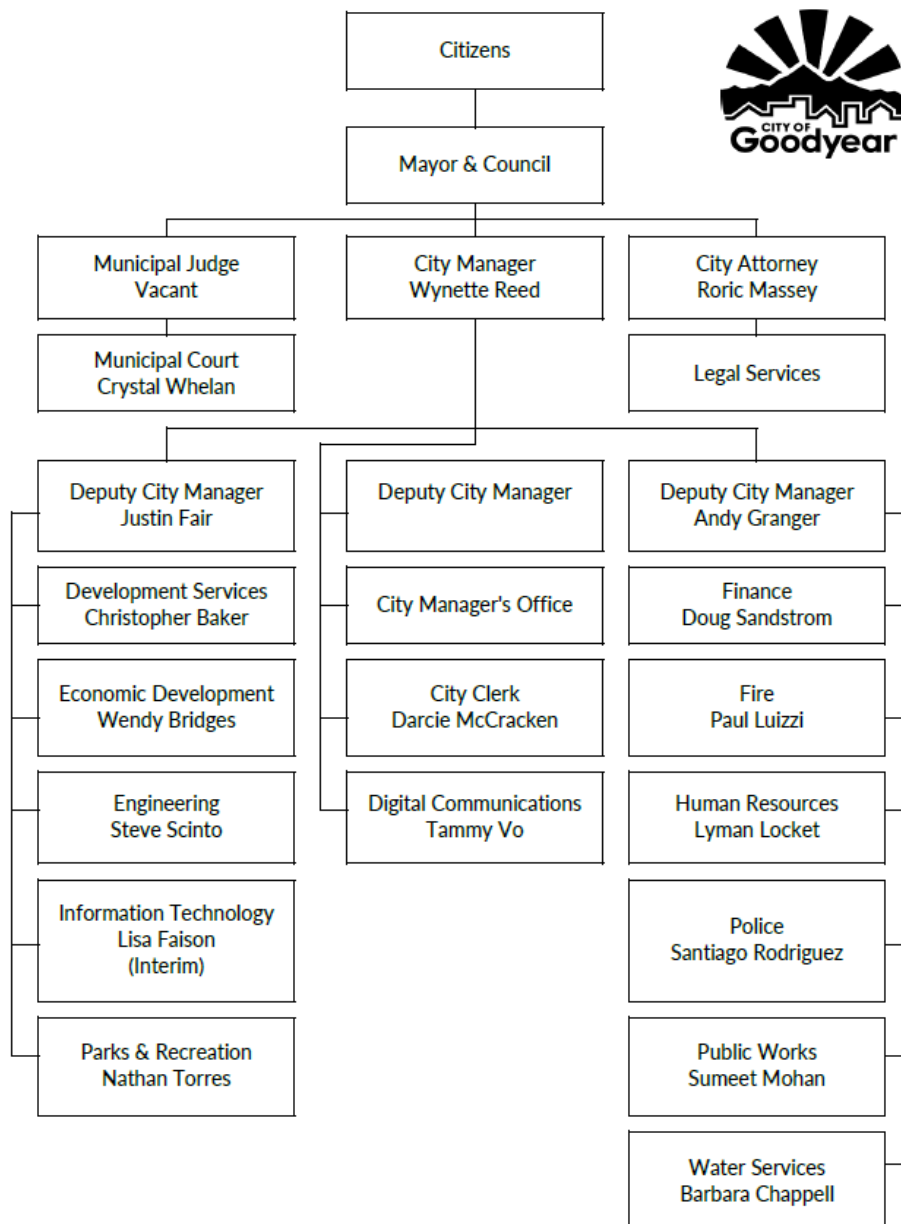 Citizens
CITY OF
Goodyear
Mayor & Council
Municipal Judge
Vacant
City Manager
Wynette Reed
City Attorney
Roric Massey
Municipal Court
Crystal Whelan
Legal Services
Deputy City Manager
Justin Fair
Deputy City Manager
Deputy City Manager
Andy Granger
Development Services
Christopher Baker
City Manager's Office
Finance
Doug Sandstrom
Economic Development
Wendy Bridges
City Clerk
Darcie McCracken
Fire
Paul Luizzi
Engineering
Steve Scinto
Digital Communications
Tammy Vo
Human Resources
Lyman Locket
Information Technology
Lisa Faison
(Interim)
Police
Santiago Rodriguez
Parks & Recreation
Nathan Torres
Public Works
Sumeet Mohan
Water Services
Barbara Chappell